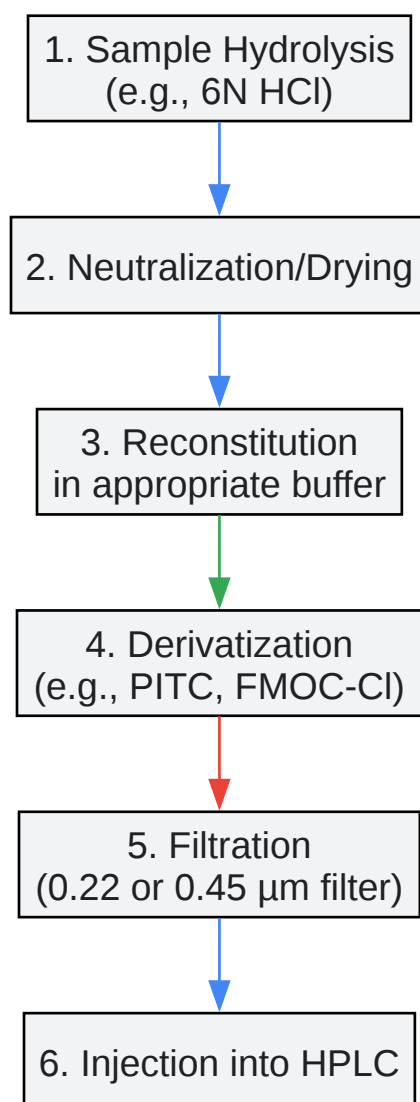 1. Sample Hydrolysis
(e.g., 6N HCl)
2. Neutralization/Drying
3. Reconstitution
in appropriate buffer
4. Derivatization
(e.g., PITC, FMOC-Cl)
5. Filtration
(0.22 or 0.45 µm filter)
6. Injection into HPLC